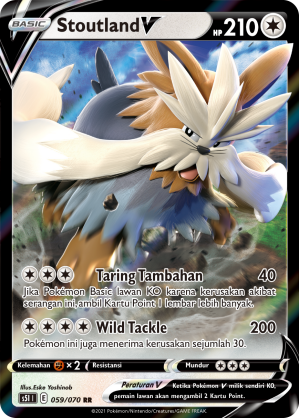 BASIC Stoutland V HP 210
Taring Tambahan 40
Jika Pokémon Basic lawan KO karena kerusakan akibat
serangan ini, ambil Kartu Point 1 lembar lebih banyak.
Wild Tackle 200
Pokémon ini juga menerima kerusakan sejumlah 30.
Kelemahan × 2 Resistansi Mundur
Illus. Eske Yoshinob
s5I I E 059/070 RR
Peraturan V Ketika Pokémon V milik sendiri KO,
pemain lawan akan mengambil 2 Kartu Point.
©2021 Pokémon/Nintendo/Creatures/GAME FREAK.